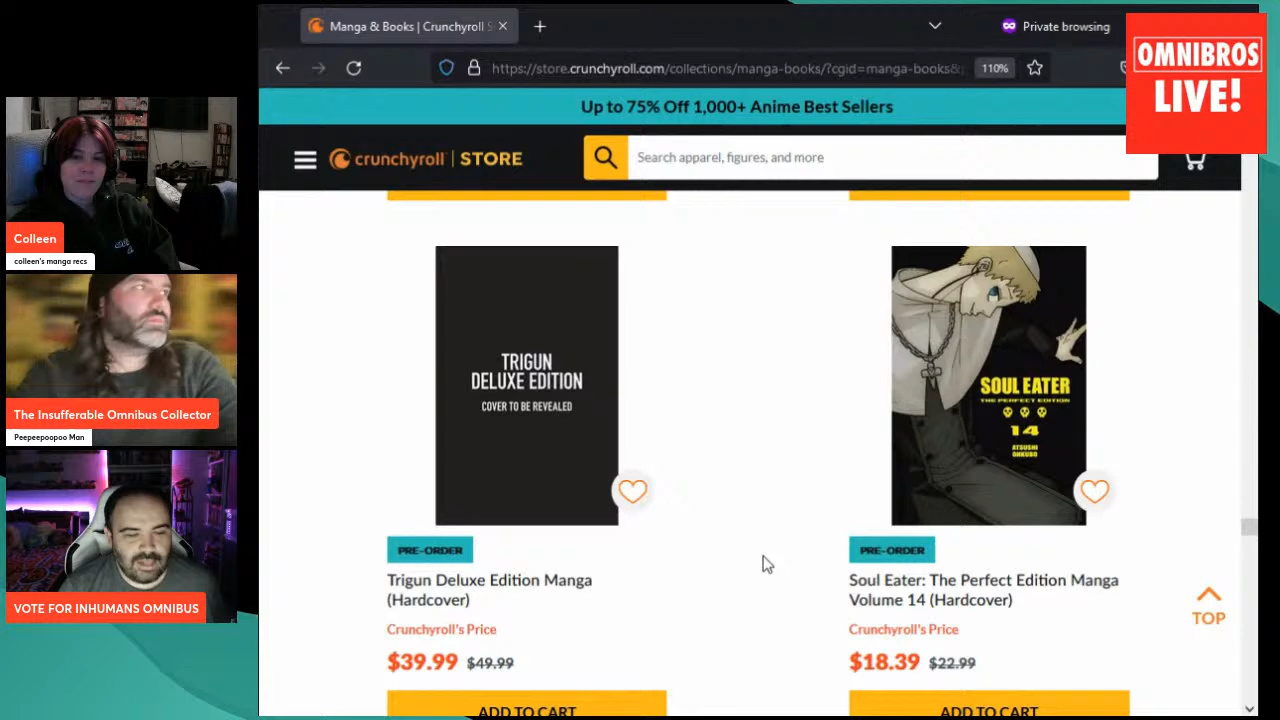 Manga & Books | Crunchyroll S
Private browsing
https://store.crunchyroll.com/collections/manga-books/?cgid=manga-books&
110%
OMNIBROS
LIVE!
Up to 75% Off 1,000+ Anime Best Sellers
crunchyroll | STORE
Search apparel, figures, and more
Colleen
colleen's manga recs
The Insufferable Omnibus Collector
Peepeepoopoo Man
VOTE FOR INHUMANS OMNIBUS
TRIGUN
DELUXE EDITION
COVER TO BE REVEALED
SOUL EATER
THE PERFECT EDITION
14
ATSUSHI
OHKUBO
PRE-ORDER
Trigun Deluxe Edition Manga
(Hardcover)
Crunchyroll's Price
$39.99 $49.99
ADD TO CART
PRE-ORDER
Soul Eater: The Perfect Edition Manga
Volume 14 (Hardcover)
Crunchyroll's Price
$18.39 $22.99
ADD TO CART
TOP